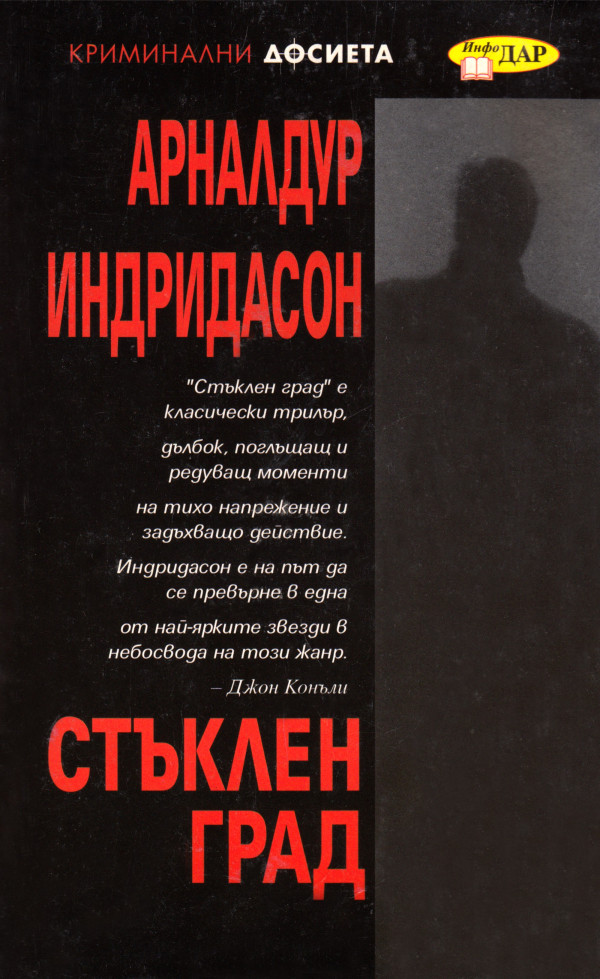 КРИМИНАЛНИ ДОСИЕТА
Инфо
ДАР
АРНАЛДУР
ИНДРИДАСОН
"Стъклен град" е
класически трилър,
дълбок, поглъщащ и
редуващ моменти
на тихо напрежение и
задъхващо действие.
Индридасон е на път да
се превърне в една
от най-ярките звезди в
небосвода на този жанр.
– Джон Конъли
СТЪКЛЕН
ГРАД